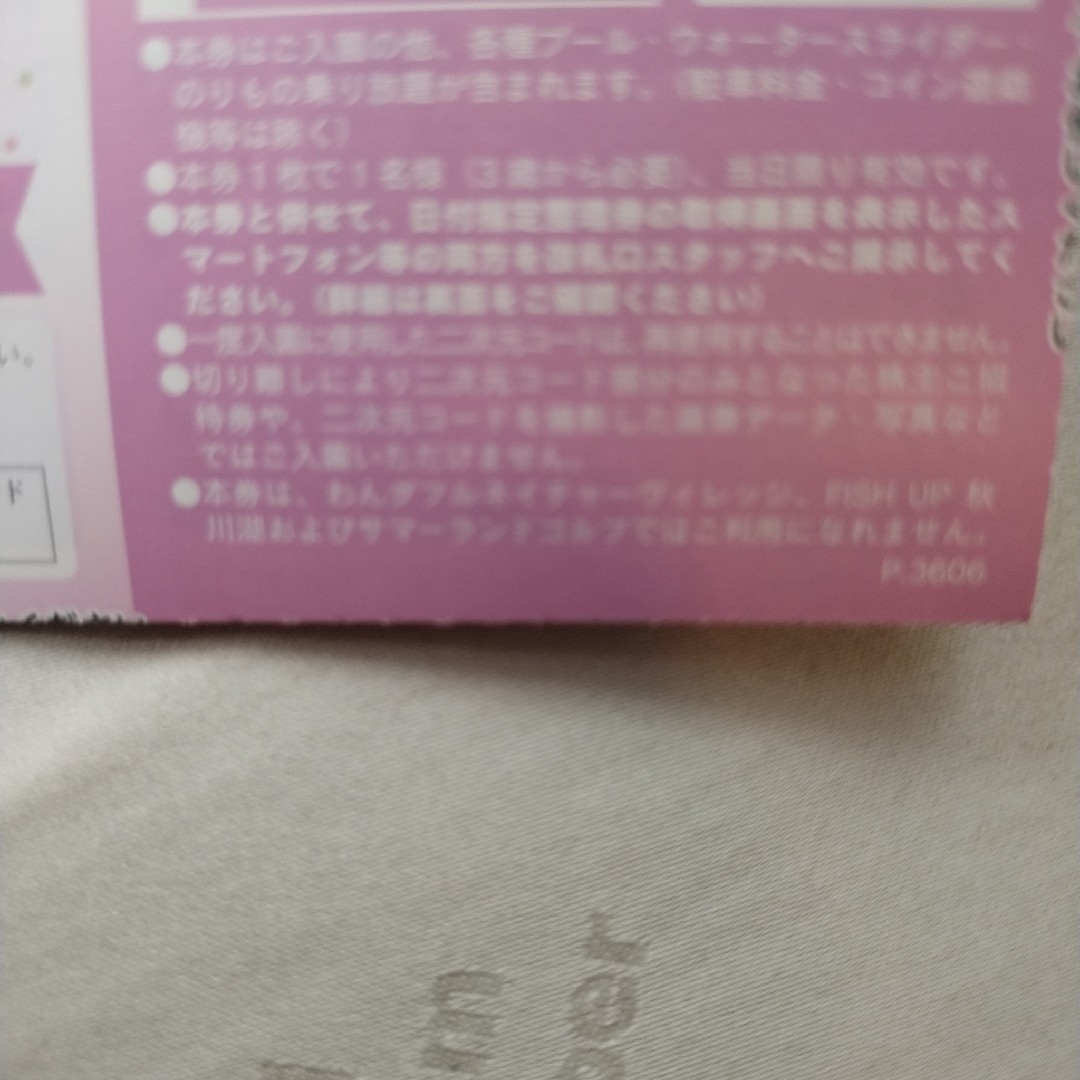 ●本券はご入園の他、各種プール・ウォータースライダー・
のりもの乗り放題が含まれます。(駐車料金・コイン遊戯
機等は除く)
●本券1枚で1名様(3歳から必要)、当日限り有効です。
●本券と併せて、日付指定整理券の取得画面を表示したス
マートフォン等の両方を改札口スタッフへご提示してく
ださい。(詳細は裏面をご確認ください)
●一度入園に使用した二次元コードは、再使用することはできません。
●切り離しにより二次元コード部分のみとなった株主ご招
待券や、二次元コードを撮影した画像データ・写真など
ではご入園いただけません。
●本券は、わんダフルネイチャーヴィレッジ、FISH UP 秋
川湖およびサマーランドゴルフではご利用になれません。
P.3606
い。
ド
m
er